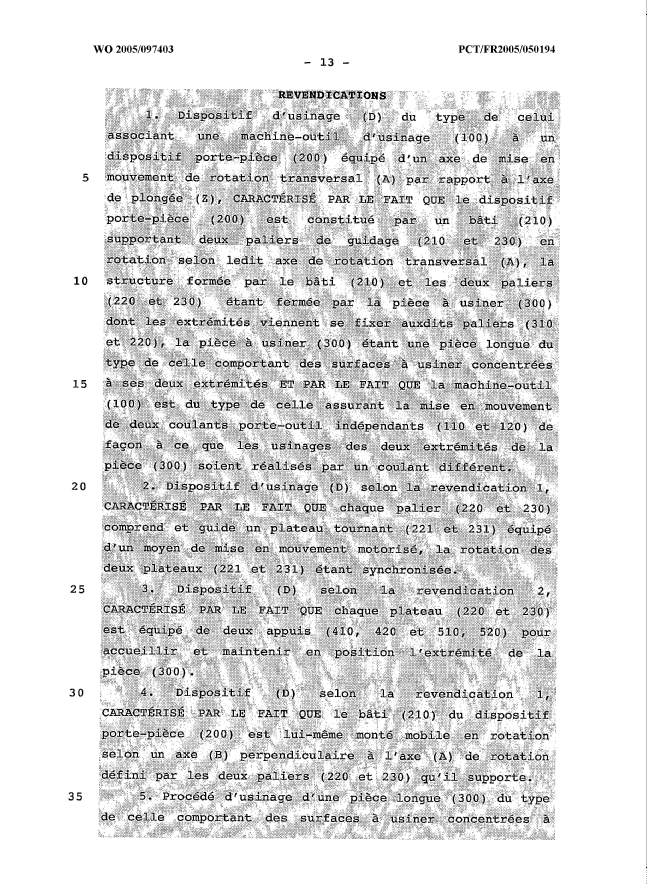 WO 2005/097403 PCT/FR2005/050194
- 13 -
REVENDICATIONS
1. Dispositif d'usinage (D) du type de celui
associant une machine-outil d'usinage (100) à un
dispositif porte-pièce (200) équipé d'un axe de mise en
5 mouvement de rotation transversal (A) par rapport à l'axe
de plongée (Z), CARACTÉRISÉ PAR LE FAIT QUE le dispositif
porte-pièce (200) est constitué par un bâti (210)
supportant deux paliers de guidage (210 et 230) en
rotation selon ledit axe de rotation transversal (A), la
10 structure formée par le bâti (210) et les deux paliers
(220 et 230) étant fermée par la pièce à usiner (300)
dont les extrémités viennent se fixer auxdits paliers (310
et 220), la pièce à usiner (300) étant une pièce longue du
type de celle comportant des surfaces à usiner concentrées
15 à ses deux extrémités ET PAR LE FAIT QUE la machine-outil
(100) est du type de celle assurant la mise en mouvement
de deux coulants porte-outil indépendants (110 et 120) de
façon à ce que les usinages des deux extrémités de la
pièce (300) soient réalisés par un coulant différent.
20 2. Dispositif d'usinage (D) selon la revendication 1,
CARACTÉRISÉ PAR LE FAIT QUE chaque palier (220 et 230)
comprend et guide un plateau tournant (221 et 231) équipé
d'un moyen de mise en mouvement motorisé, la rotation des
deux plateaux (221 et 231) étant synchronisée.
25 3. Dispositif (D) selon la revendication 2,
CARACTÉRISÉ PAR LE FAIT QUE chaque plateau (220 et 230)
est équipé de deux appuis (410, 420 et 510, 520) pour
accueillir et maintenir en position l'extrémité de la
pièce (300).
30 4. Dispositif (D) selon la revendication 1,
CARACTÉRISÉ PAR LE FAIT QUE le bâti (210) du dispositif
porte-pièce (200) est lui-même monté mobile en rotation
selon un axe (B) perpendiculaire à l'axe (A) de rotation
défini par les deux paliers (220 et 230) qu'il supporte.
35 5. Procédé d'usinage d'une pièce longue (300) du type
de celle comportant des surfaces à usiner concentrées à